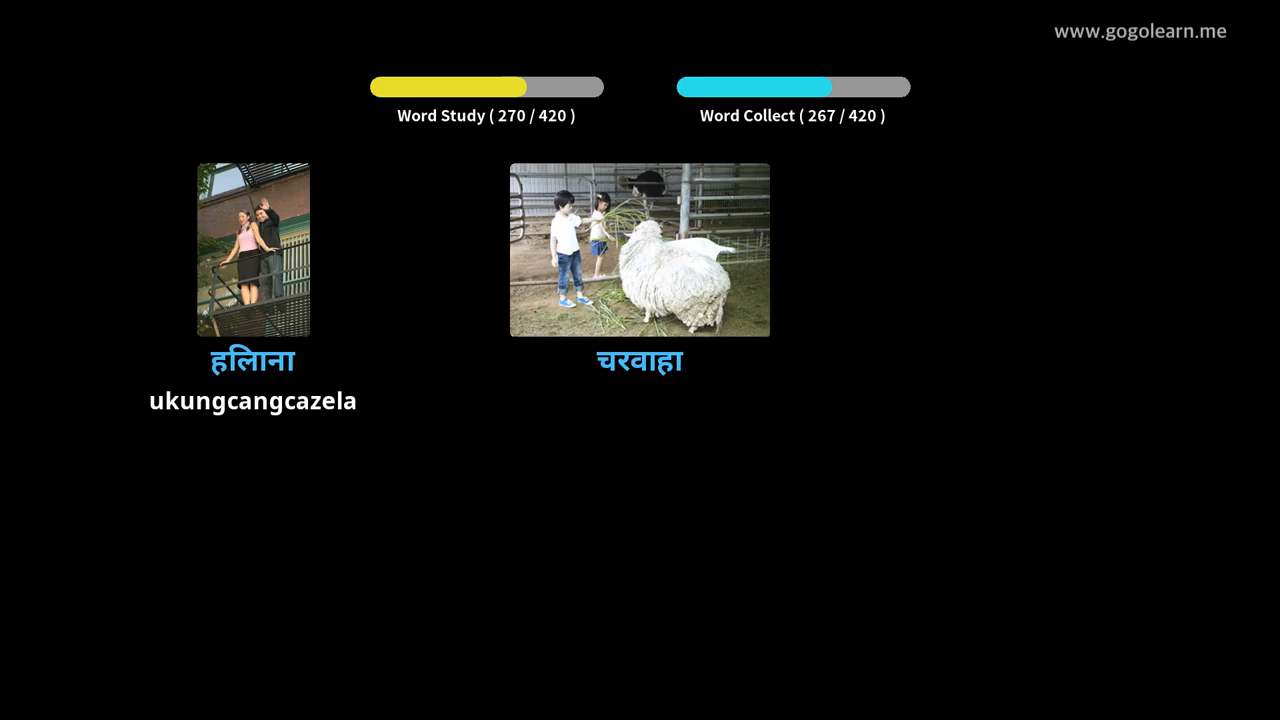 www.gogolearn.me
Word Study ( 270 / 420 )
Word Collect ( 267 / 420 )
हलिाना
चरवाहा
ukungcangcazela